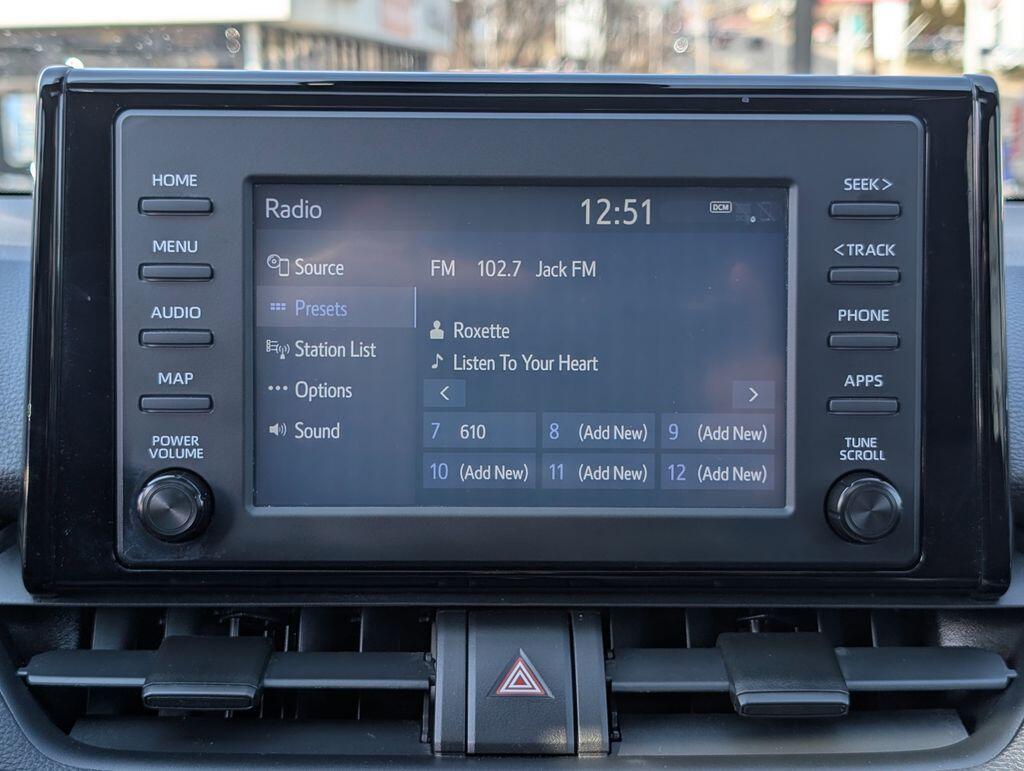 HOME
MENU
AUDIO
MAP
POWER
VOLUME
Radio
12:51
DCM
Source
Presets
Station List
Options
Sound
FM 102.7 Jack FM
Roxette
Listen To Your Heart
<
>
7 610
8 (Add New)
9 (Add New)
10 (Add New)
11 (Add New)
12 (Add New)
SEEK >
< TRACK
PHONE
APPS
TUNE
SCROLL